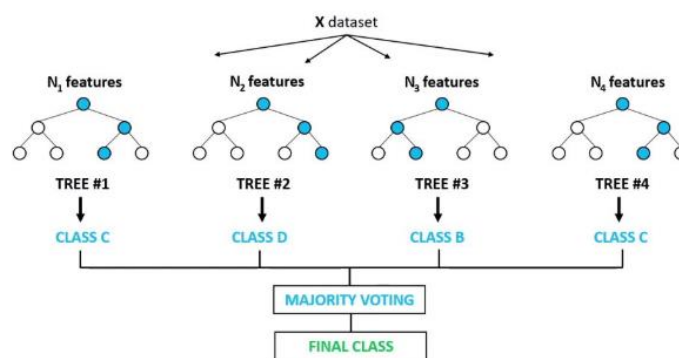 X dataset
N₁ features
N₂ features
N₃ features
N₄ features
TREE #1
TREE #2
TREE #3
TREE #4
CLASS C
CLASS D
CLASS B
CLASS C
MAJORITY VOTING
FINAL CLASS